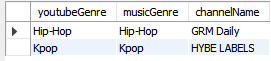 youtubeGenre musicGenre channelName
Hip-Hop Hip-Hop GRM Daily
Kpop Kpop HYBE LABELS